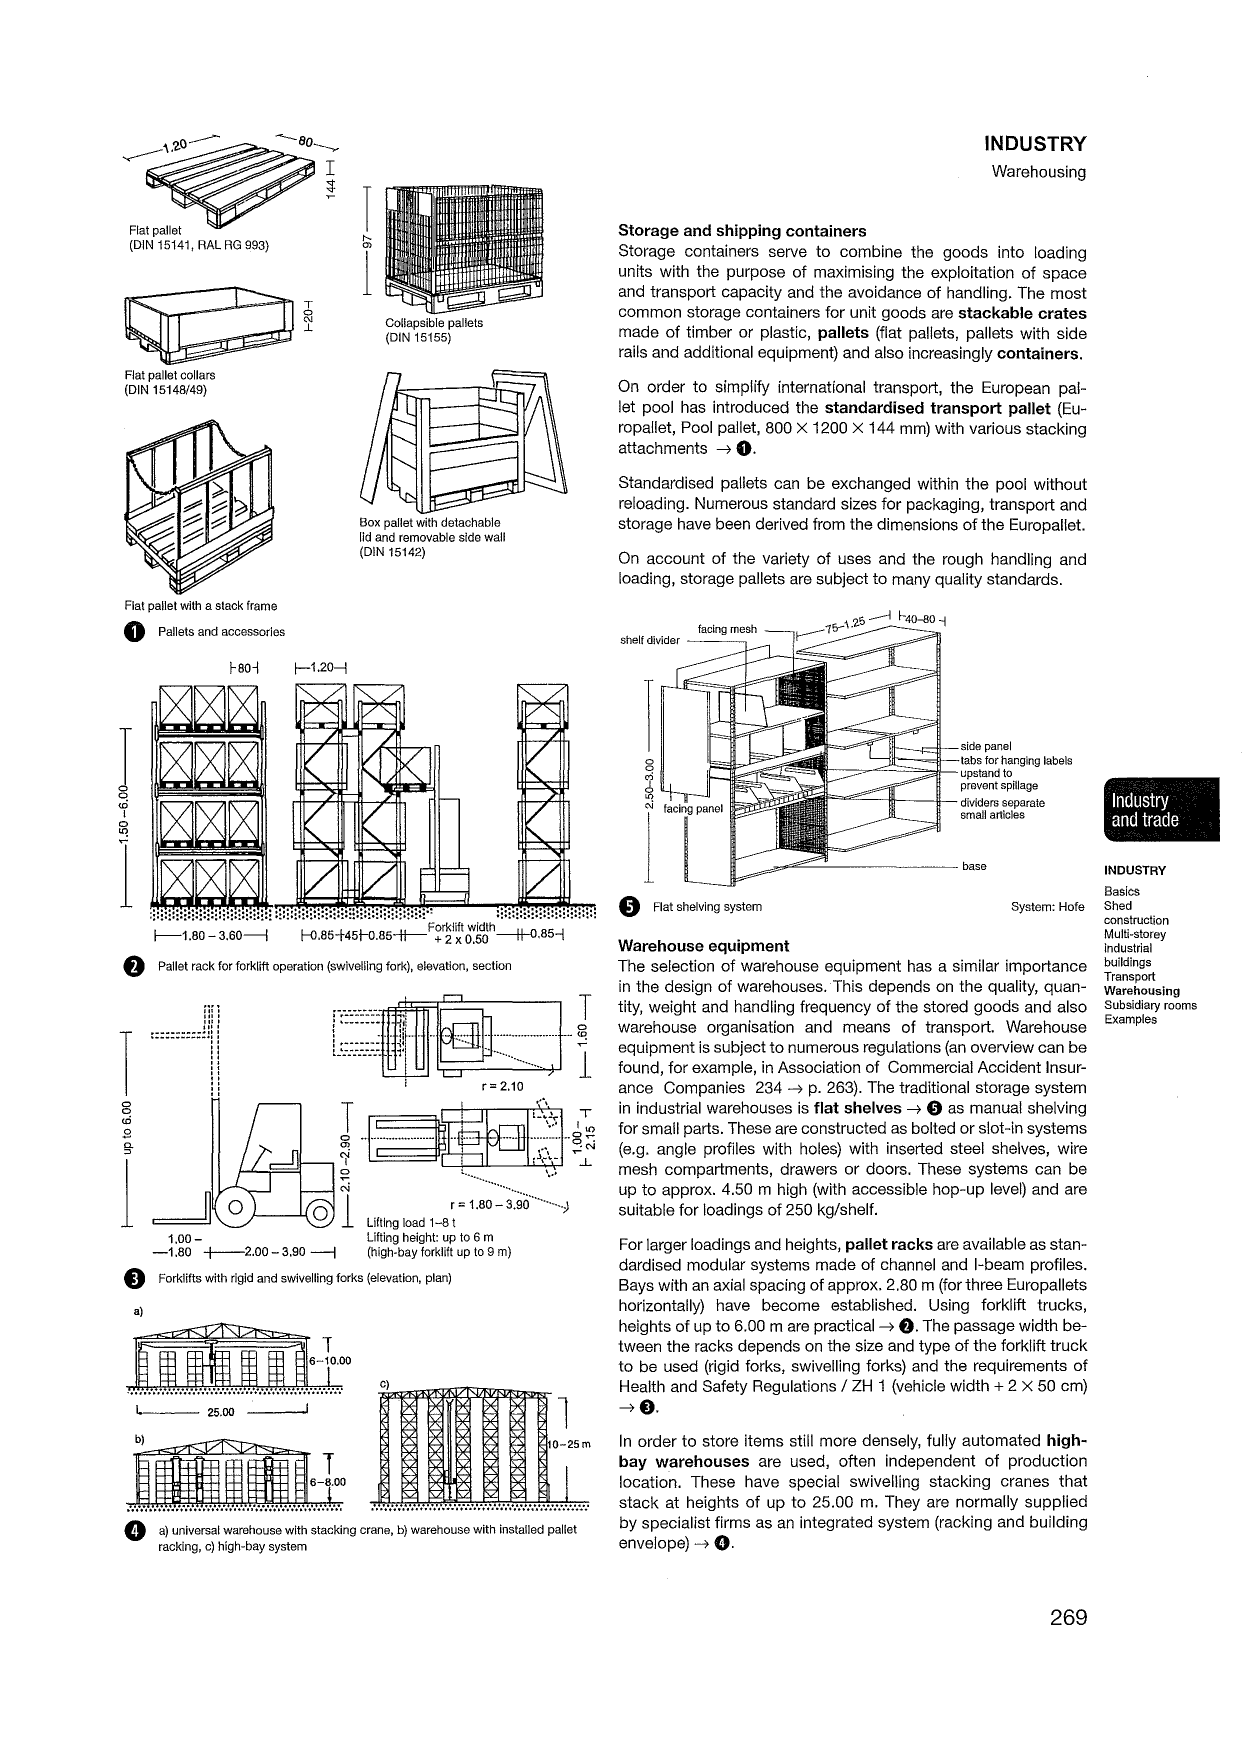 INDUSTRY
Warehousing
1.20
80
144
Flat pallet
(DIN 15141, RAL RG 993)
97
Collapsible pallets
(DIN 15155)
20
Flat pallet collars
(DIN 15148/49)
Box pallet with detachable
lid and removable side wall
(DIN 15142)
Flat pallet with a stack frame
1 Pallets and accessories
80
1.20
1.50–6.00
1.80 – 3.60
0.85
45
0.85
Forklift width
+ 2 x 0.50
0.85
2 Pallet rack for forklift operation (swivelling fork), elevation, section
up to 6.00
1.60
r = 2.10
2.10–2.90
1.00–
2.15
r = 1.80 – 3.90
1.00 –
1.80
2.00 – 3.90
Lifting load 1–8 t
Lifting height: up to 6 m
(high-bay forklift up to 9 m)
3 Forklifts with rigid and swivelling forks (elevation, plan)
a)
6–10.00
25.00
b)
6–8.00
c)
10–25 m
4 a) universal warehouse with stacking crane, b) warehouse with installed pallet
racking, c) high-bay system
Storage and shipping containers
Storage containers serve to combine the goods into loading
units with the purpose of maximising the exploitation of space
and transport capacity and the avoidance of handling. The most
common storage containers for unit goods are stackable crates
made of timber or plastic, pallets (flat pallets, pallets with side
rails and additional equipment) and also increasingly containers.
On order to simplify international transport, the European pal-
let pool has introduced the standardised transport pallet (Eu-
ropallet, Pool pallet, 800 × 1200 × 144 mm) with various stacking
attachments → 1.
Standardised pallets can be exchanged within the pool without
reloading. Numerous standard sizes for packaging, transport and
storage have been derived from the dimensions of the Europallet.
On account of the variety of uses and the rough handling and
loading, storage pallets are subject to many quality standards.
facing mesh
shelf divider
75–1.25
40–80
2.50–3.00
facing panel
side panel
tabs for hanging labels
upstand to
prevent spillage
dividers separate
small articles
base
5 Flat shelving system
System: Hofe
Warehouse equipment
The selection of warehouse equipment has a similar importance
in the design of warehouses. This depends on the quality, quan-
tity, weight and handling frequency of the stored goods and also
warehouse organisation and means of transport. Warehouse
equipment is subject to numerous regulations (an overview can be
found, for example, in Association of Commercial Accident Insur-
ance Companies 234 → p. 263). The traditional storage system
in industrial warehouses is flat shelves → 5 as manual shelving
for small parts. These are constructed as bolted or slot-in systems
(e.g. angle profiles with holes) with inserted steel shelves, wire
mesh compartments, drawers or doors. These systems can be
up to approx. 4.50 m high (with accessible hop-up level) and are
suitable for loadings of 250 kg/shelf.
For larger loadings and heights, pallet racks are available as stan-
dardised modular systems made of channel and I-beam profiles.
Bays with an axial spacing of approx. 2.80 m (for three Europallets
horizontally) have become established. Using forklift trucks,
heights of up to 6.00 m are practical → 2. The passage width be-
tween the racks depends on the size and type of the forklift truck
to be used (rigid forks, swivelling forks) and the requirements of
Health and Safety Regulations / ZH 1 (vehicle width + 2 × 50 cm)
→ 3.
In order to store items still more densely, fully automated high-
bay warehouses are used, often independent of production
location. These have special swivelling stacking cranes that
stack at heights of up to 25.00 m. They are normally supplied
by specialist firms as an integrated system (racking and building
envelope) → 4.
Industry
and trade
INDUSTRY
Basics
Shed
construction
Multi-storey
industrial
buildings
Transport
Warehousing
Subsidiary rooms
Examples
269